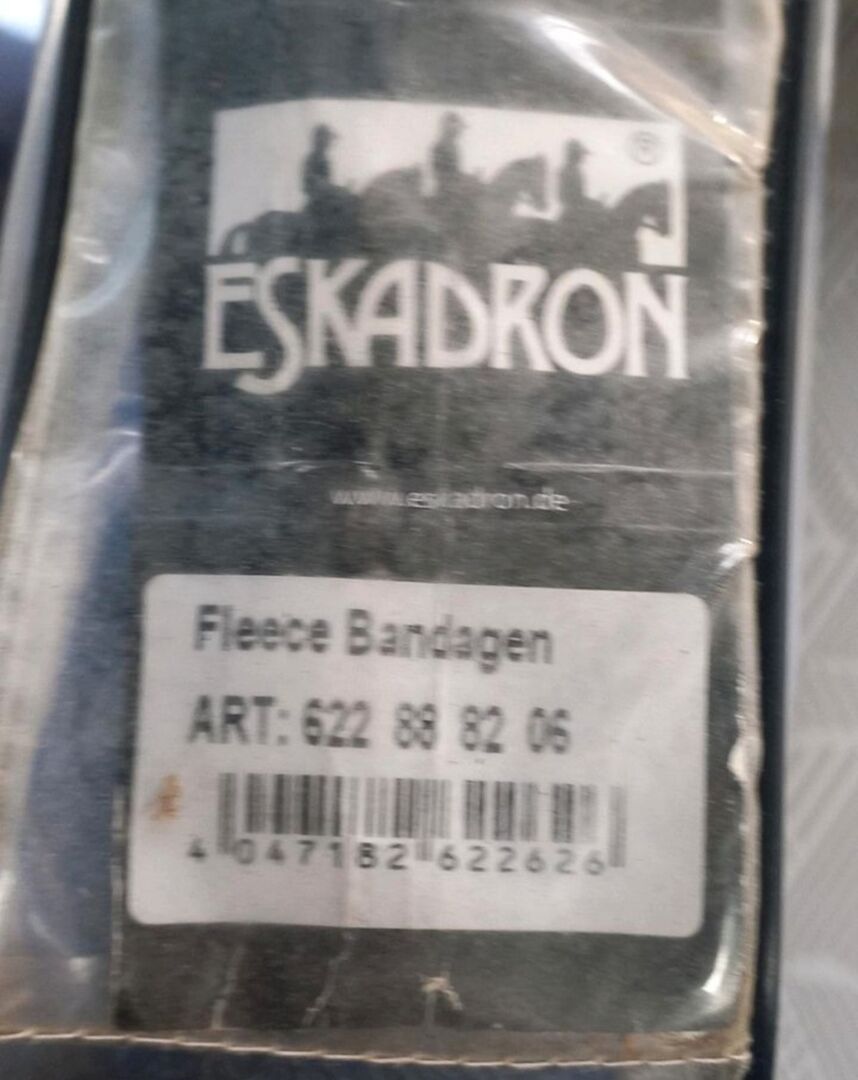 ®
ESKADRON
www.eskadron.de
Fleece Bandagen
ART: 622 88 82 06
4 047182 622626